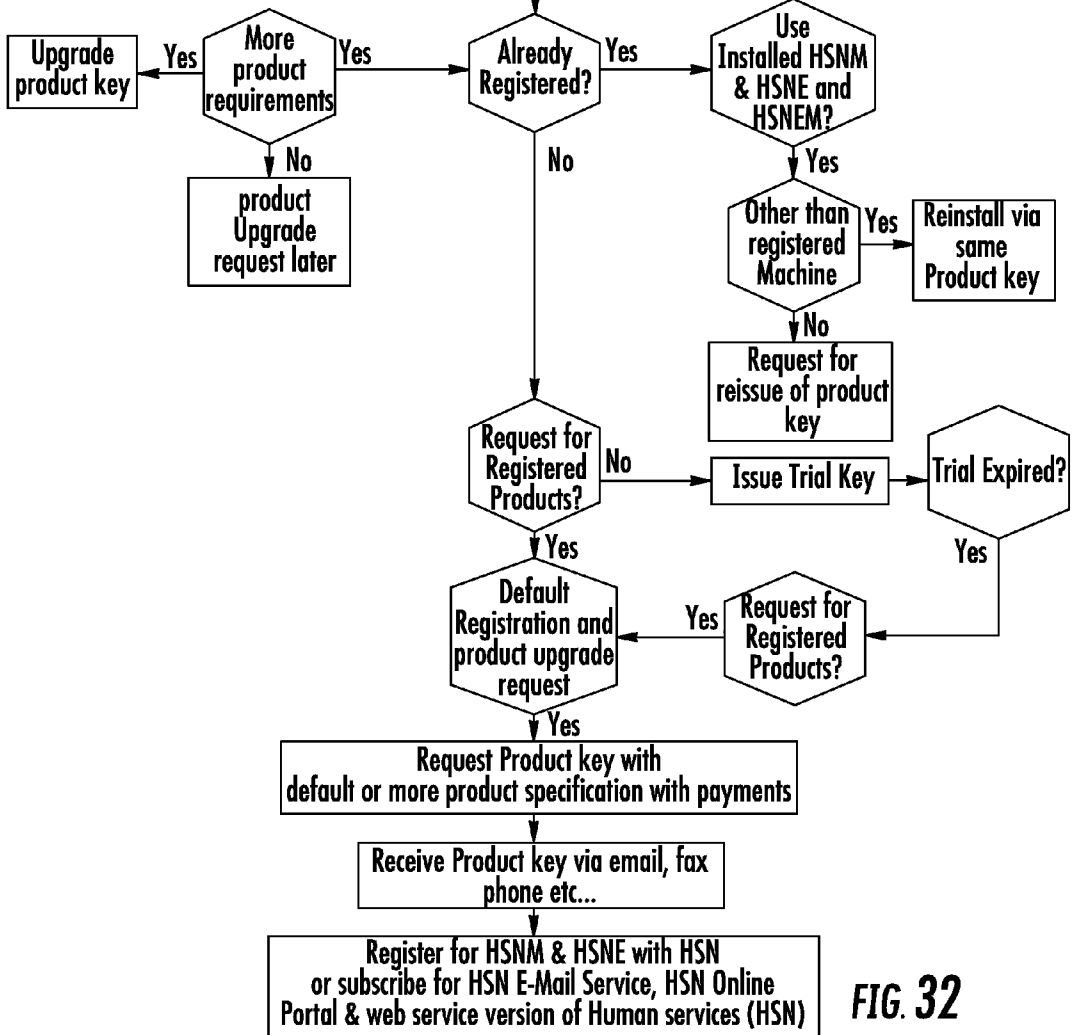 Upgrade
product key
Yes
More
product
requirements
Yes
Already
Registered?
Yes
Use
Installed HSNM
& HSNE and
HSNEM?
No
product
Upgrade
request later
No
Yes
Other than
registered
Machine
Yes
Reinstall via
same
Product key
No
Request for
reissue of product
key
Request for
Registered
Products?
No
Issue Trial Key
Trial Expired?
Yes
Yes
Default
Registration and
product upgrade
request
Yes
Request for
Registered
Products?
Yes
Request Product key with
default or more product specification with payments
Receive Product key via email, fax
phone etc...
Register for HSNM & HSNE with HSN
or subscribe for HSN E-Mail Service, HSN Online
Portal & web service version of Human services (HSN)
FIG. 32